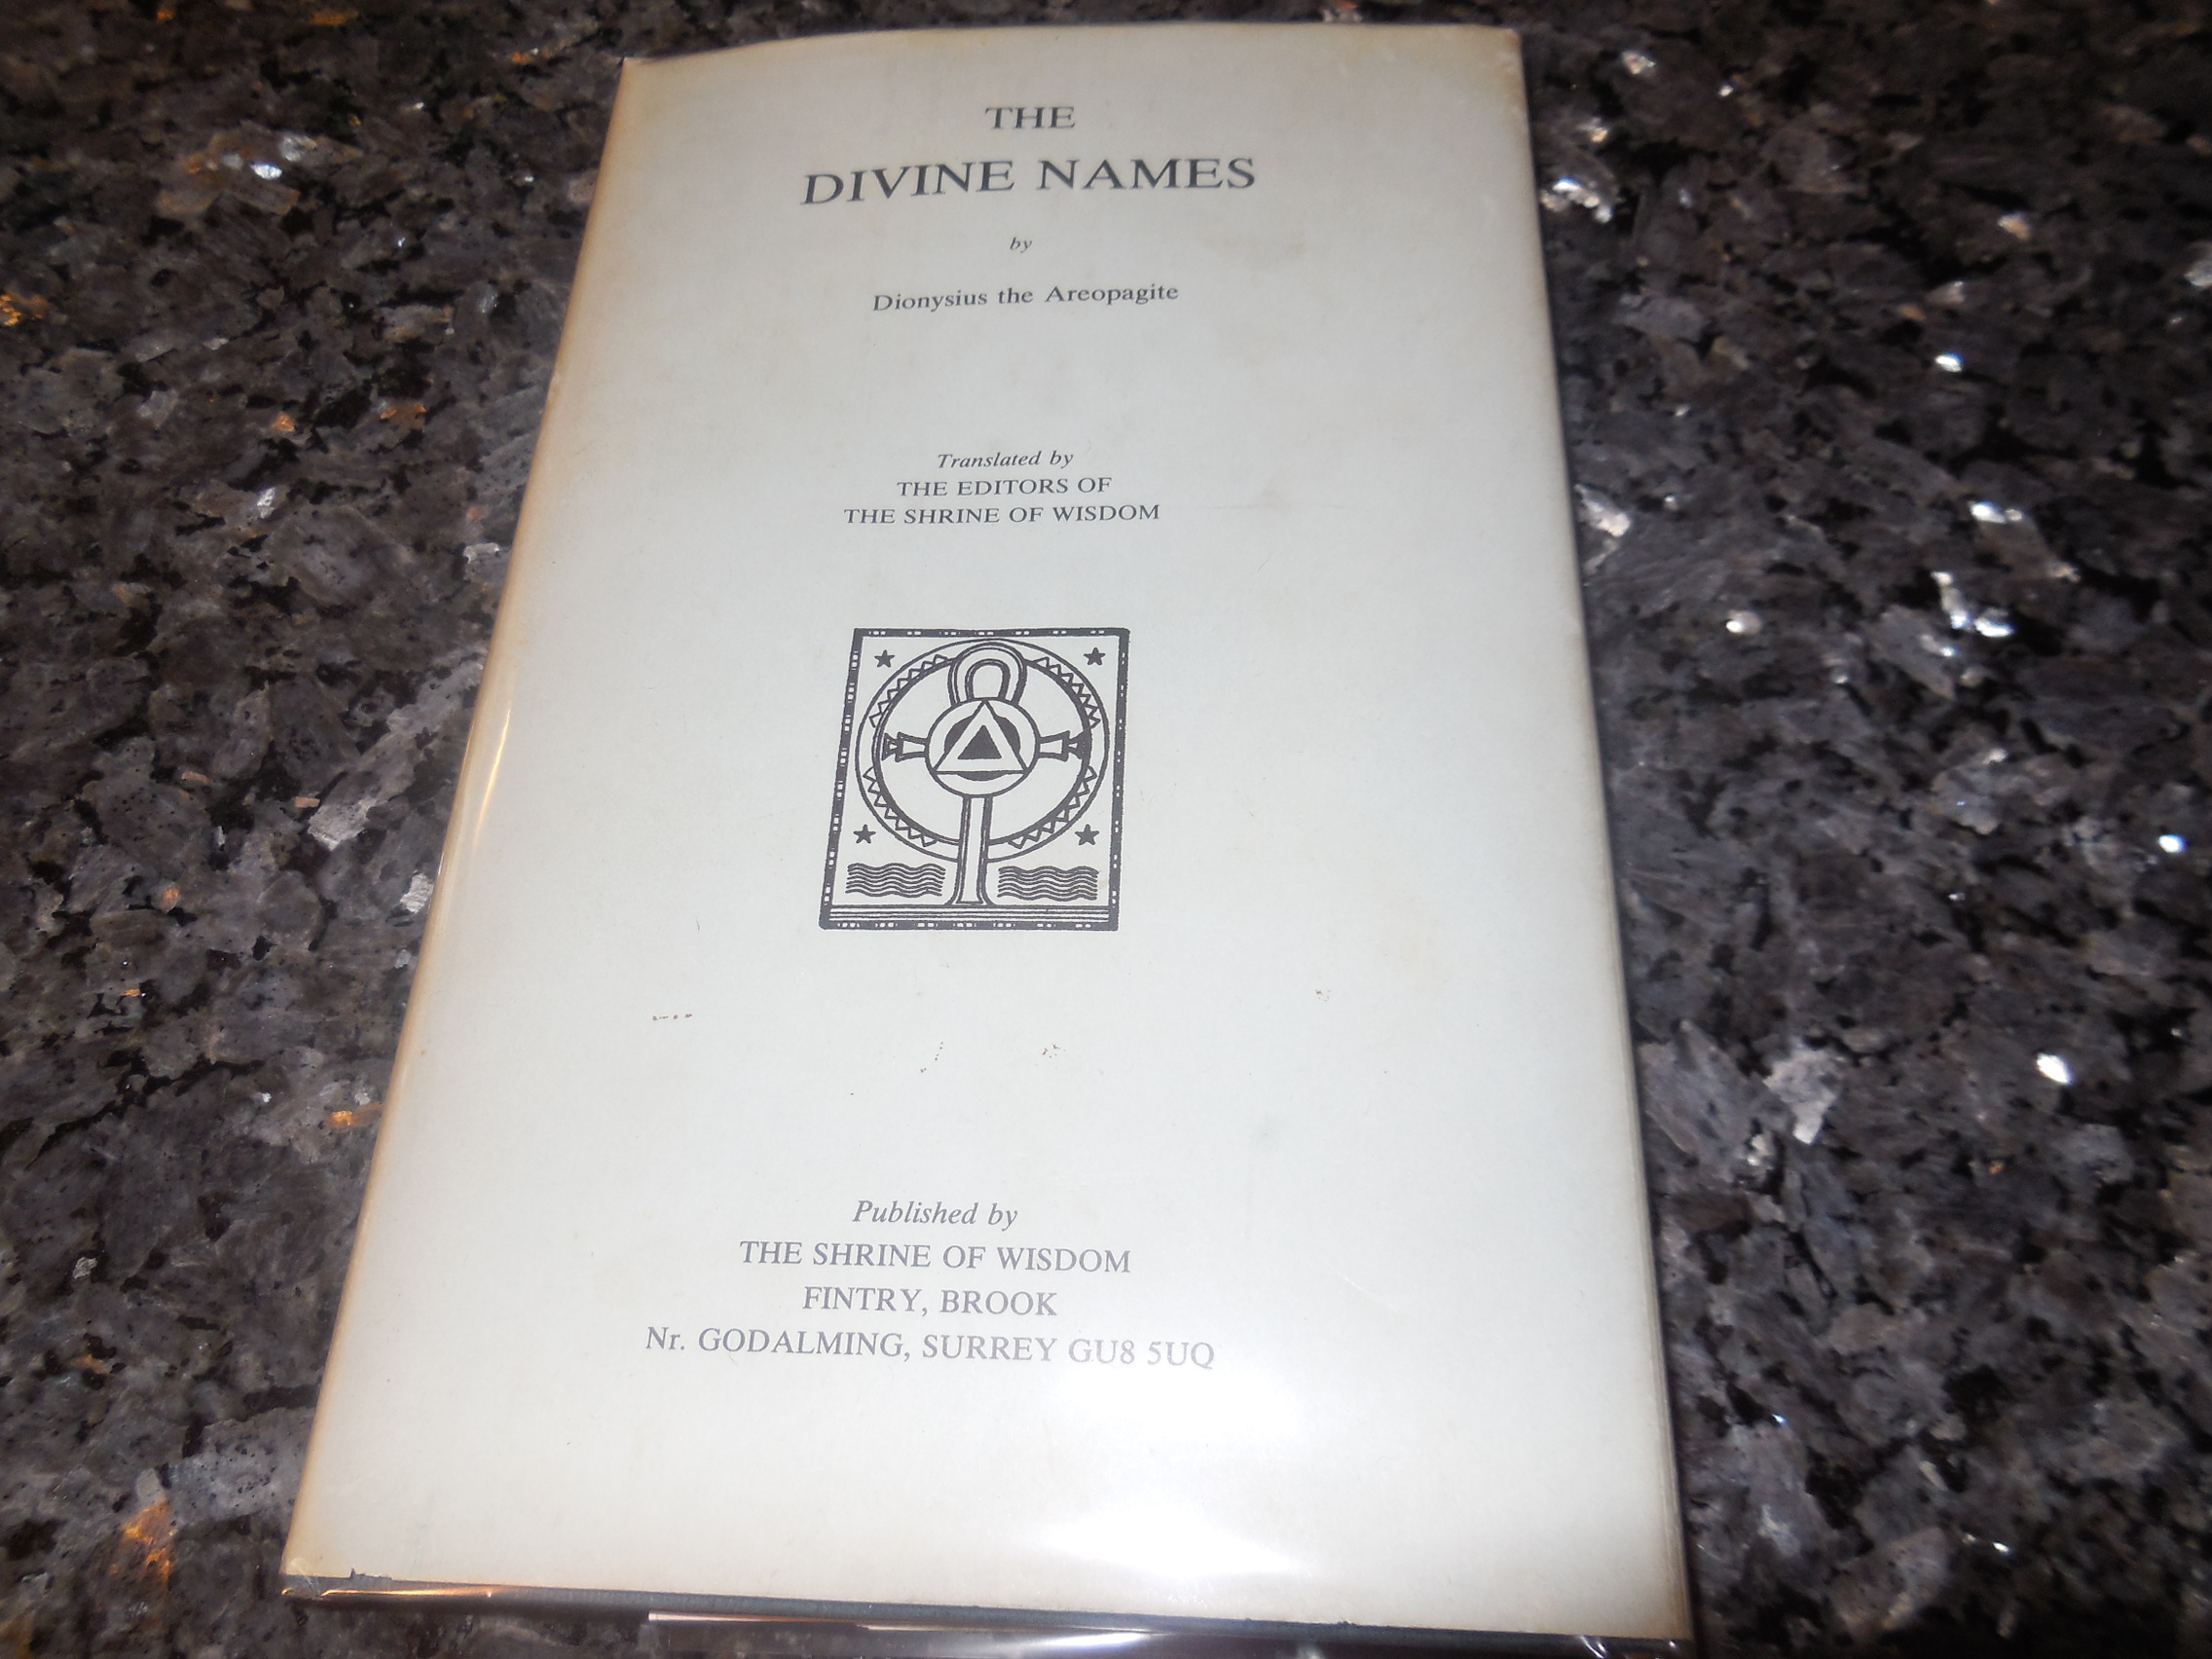 THE
DIVINE NAMES
by
Dionysius the Areopagite
Translated by
THE EDITORS OF
THE SHRINE OF WISDOM
Published by
THE SHRINE OF WISDOM
FINTRY, BROOK
Nr. GODALMING, SURREY GU8 5UQ